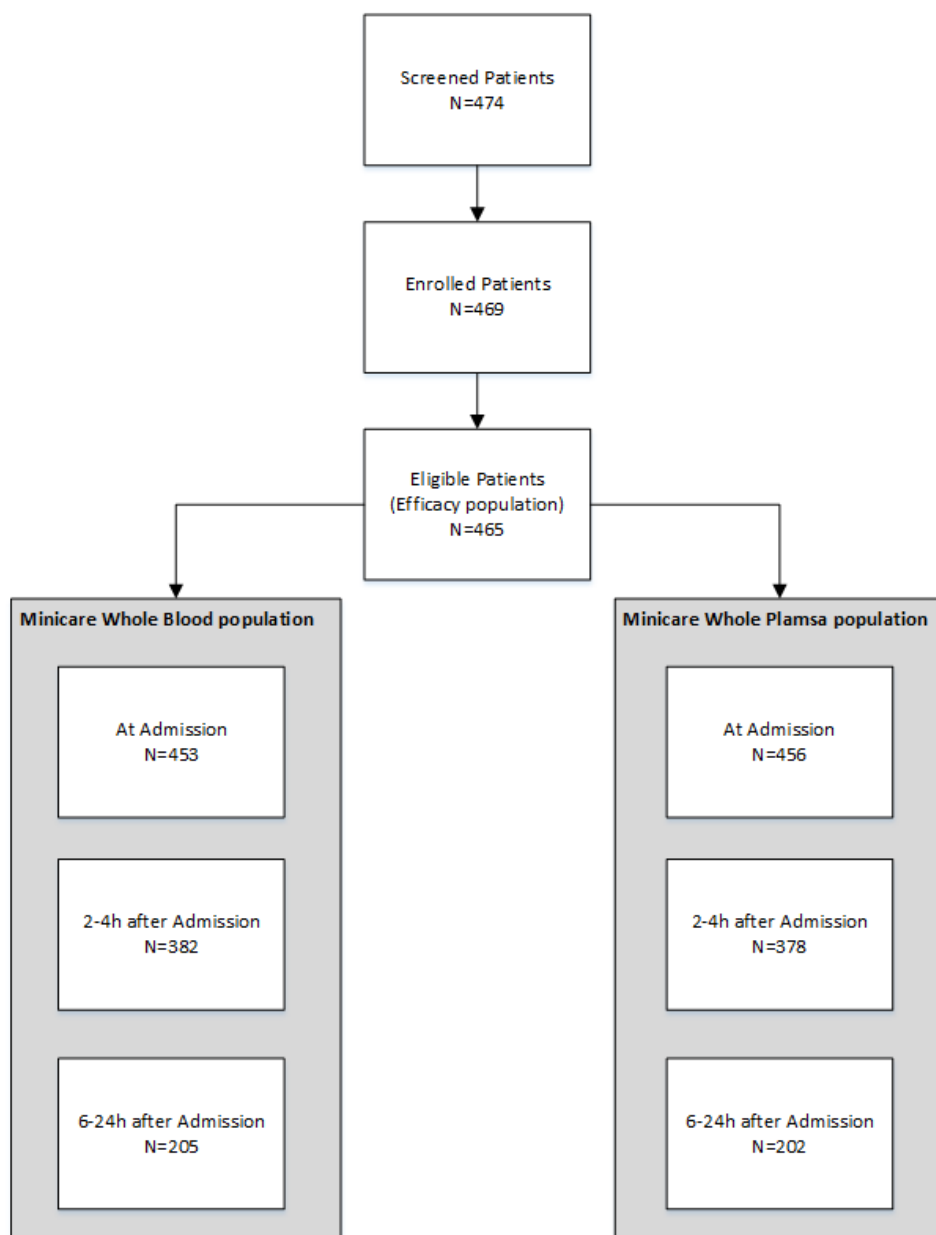 Screened Patients
N=474
Enrolled Patients
N=469
Eligible Patients
(Efficacy population)
N=465
Minicare Whole Blood population
At Admission
N=453
2-4h after Admission
N=382
6-24h after Admission
N=205
Minicare Whole Plamsa population
At Admission
N=456
2-4h after Admission
N=378
6-24h after Admission
N=202